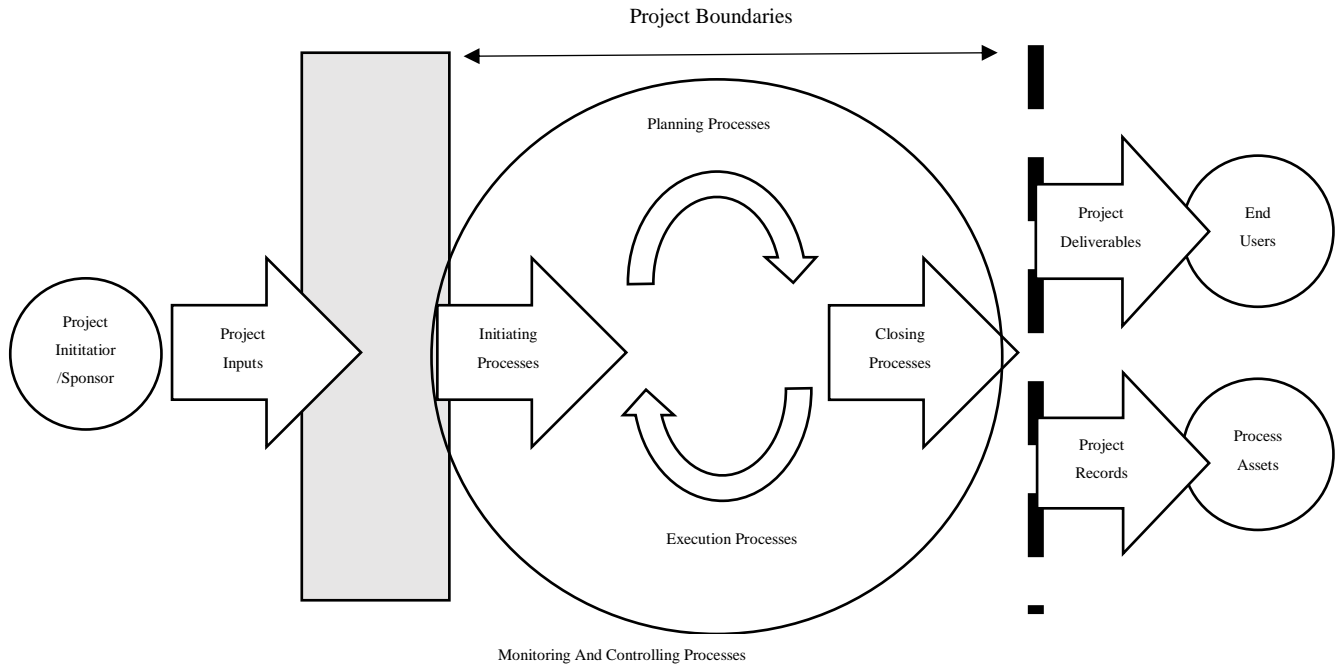 Project Boundaries
Planning Processes
Project
Inititatior
/Sponsor
Project
Inputs
Initiating
Processes
Closing
Processes
Project
Deliverables
End
Users
Project
Records
Process
Assets
Execution Processes
Monitoring And Controlling Processes